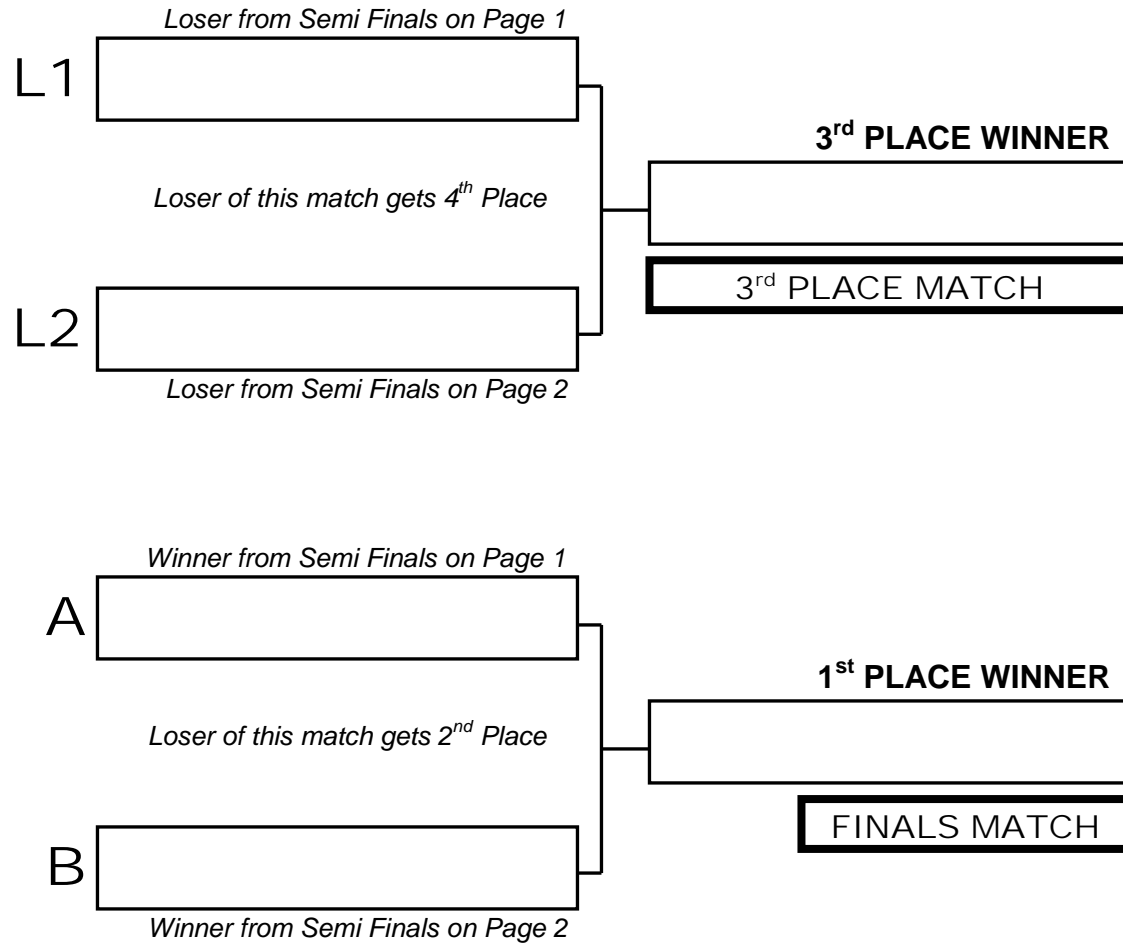 Loser from Semi Finals on Page 1
L1
3rd PLACE WINNER
Loser of this match gets 4th Place
3rd PLACE MATCH
L2
Loser from Semi Finals on Page 2
Winner from Semi Finals on Page 1
A
1st PLACE WINNER
Loser of this match gets 2nd Place
FINALS MATCH
B
Winner from Semi Finals on Page 2